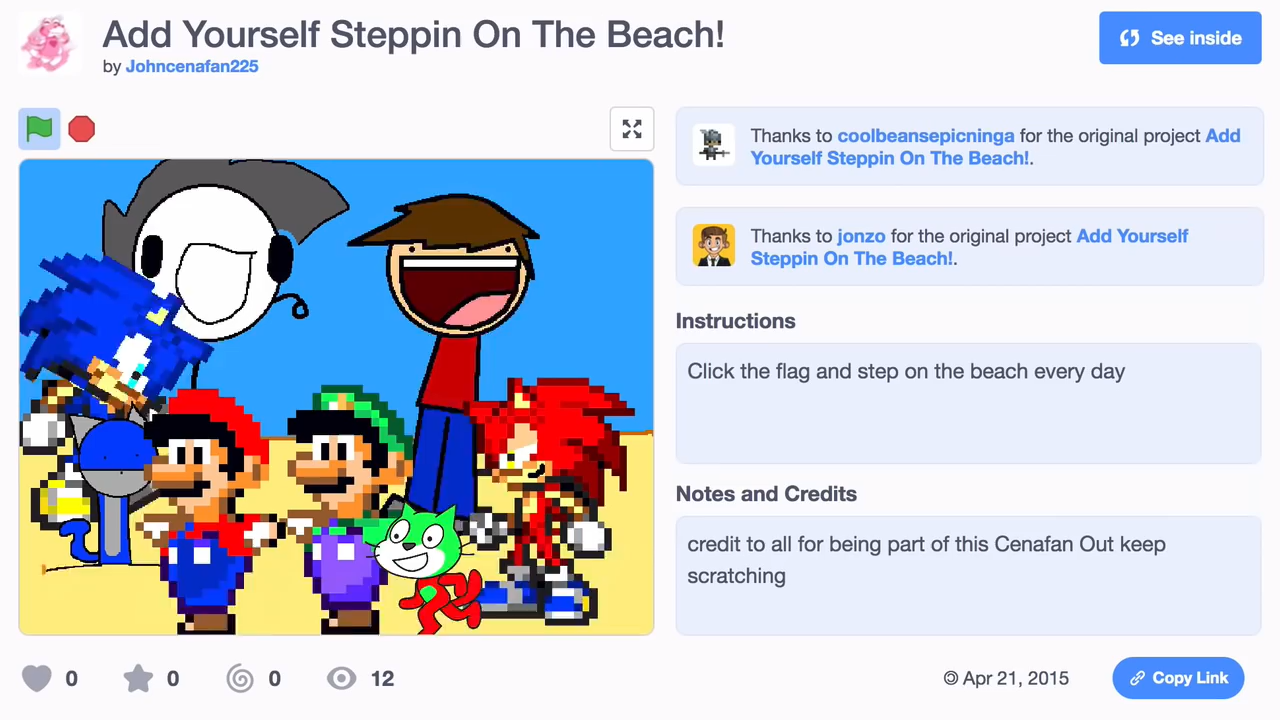 Add Yourself Steppin On The Beach!
by Johncenafan225
See inside
Thanks to coolbeansepicninga for the original project Add
Yourself Steppin On The Beach!.
Thanks to jonzo for the original project Add Yourself
Steppin On The Beach!.
Instructions
Click the flag and step on the beach every day
Notes and Credits
credit to all for being part of this Cenafan Out keep
scratching
0
0
0
12
Apr 21, 2015
Copy Link